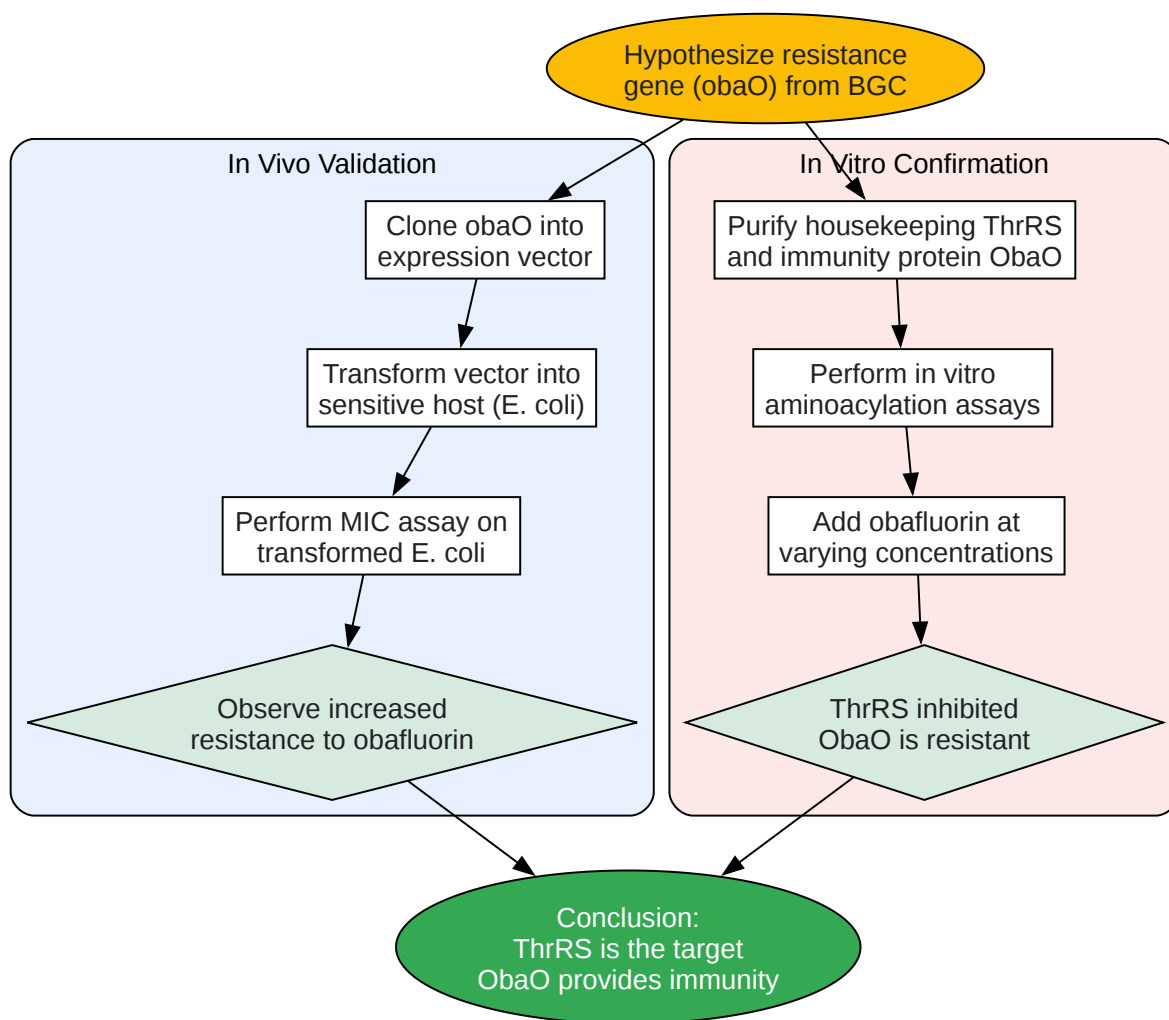 Hypothesize resistance
gene (obaO) from BGC
In Vivo Validation
Clone obaO into
expression vector
Transform vector into
sensitive host (E. coli)
Perform MIC assay on
transformed E. coli
Observe increased
resistance to obafluorin
In Vitro Confirmation
Purify housekeeping ThrRS
and immunity protein ObaO
Perform in vitro
aminoacylation assays
Add obafluorin at
varying concentrations
ThrRS inhibited
ObaO is resistant
Conclusion:
ThrRS is the target
ObaO provides immunity